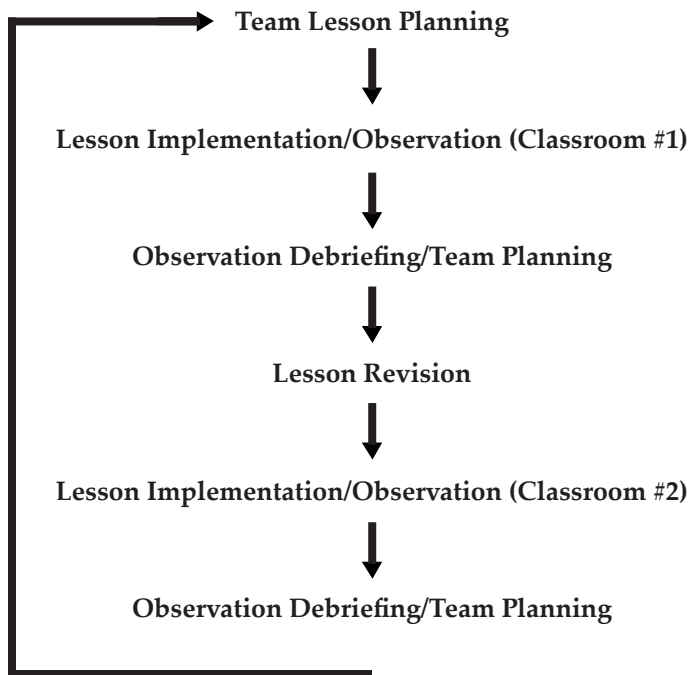 Team Lesson Planning
Lesson Implementation/Observation (Classroom #1)
Observation Debriefing/Team Planning
Lesson Revision
Lesson Implementation/Observation (Classroom #2)
Observation Debriefing/Team Planning